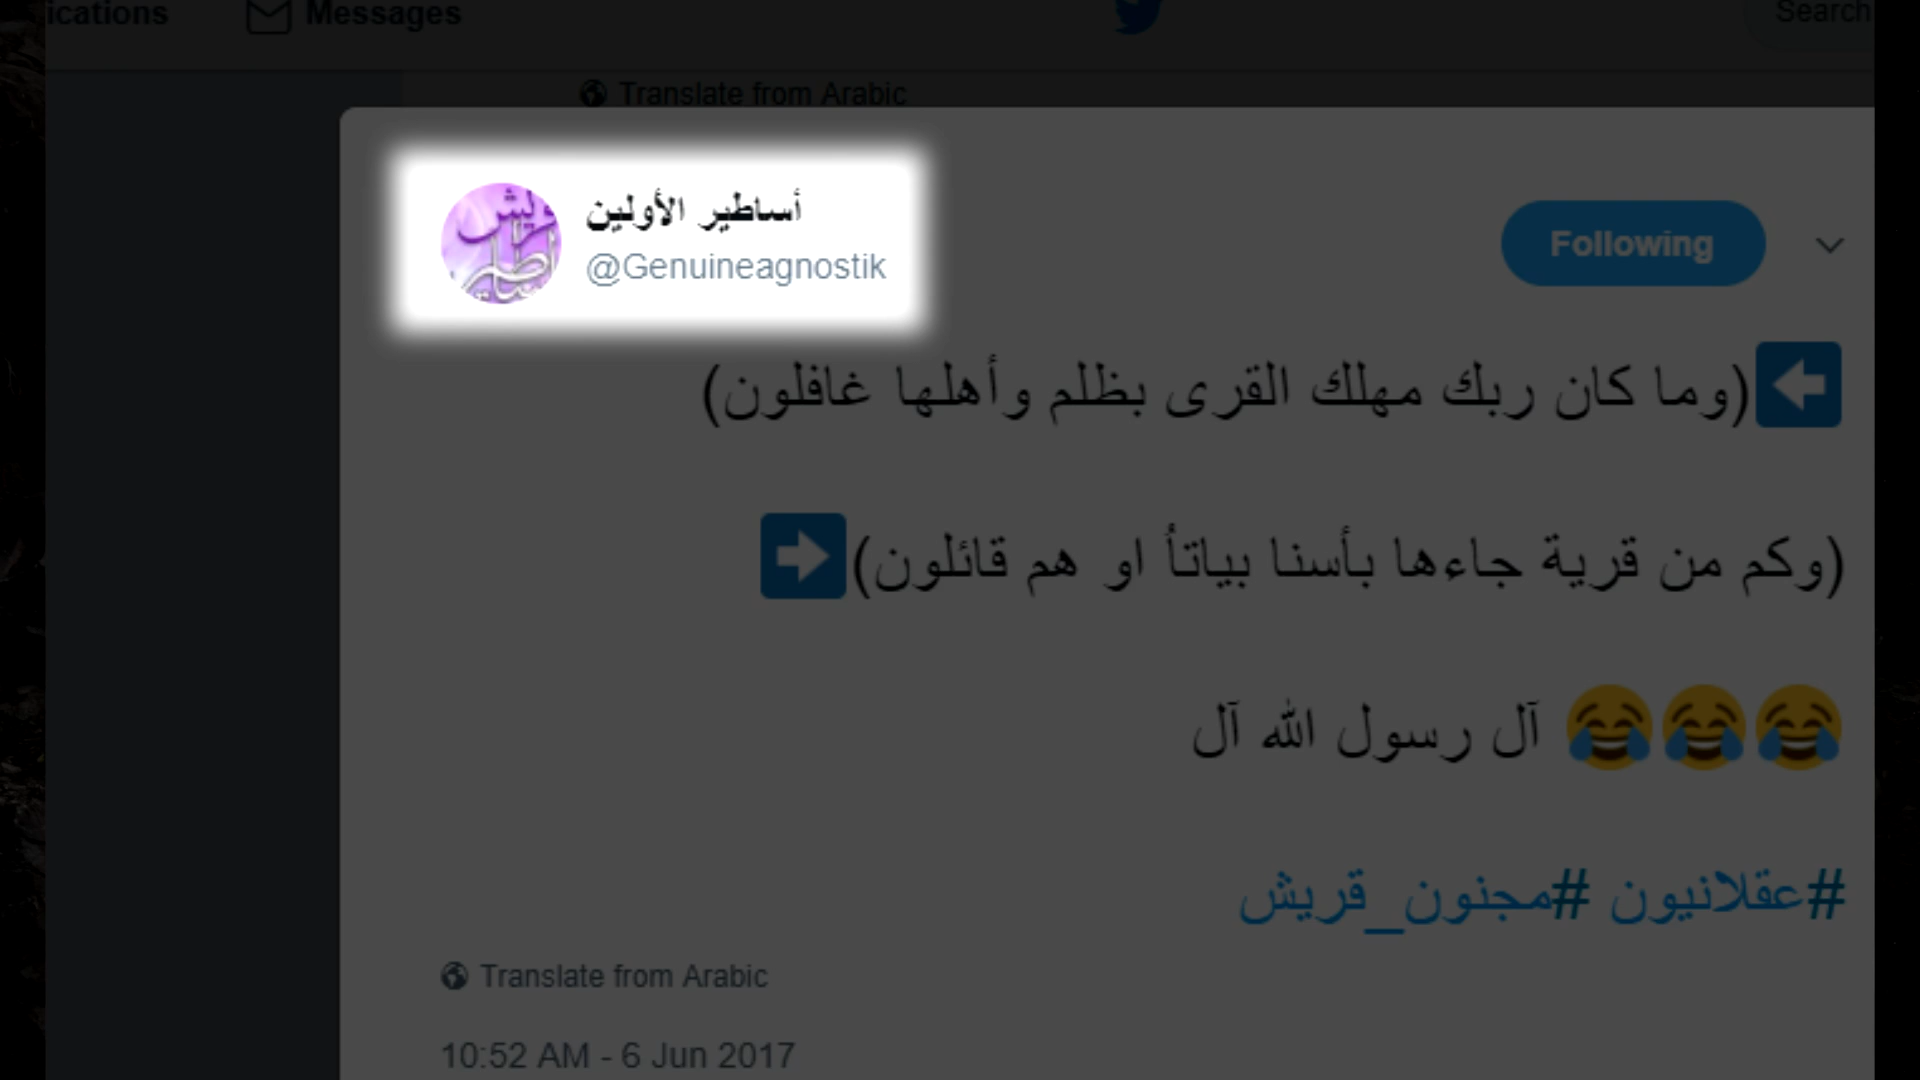 ications
Messages
Search
Translate from Arabic
أساطير الأولين
@Genuineagnostik
Following
(وما كان ربك مهلك القرى بظلم وأهلها غافلون)
(وكم من قرية جاءها بأسنا بياتأ او هم قائلون)
آل رسول الله آل
#عقلانيون #مجنون_قريش
Translate from Arabic
10:52 AM - 6 Jun 2017